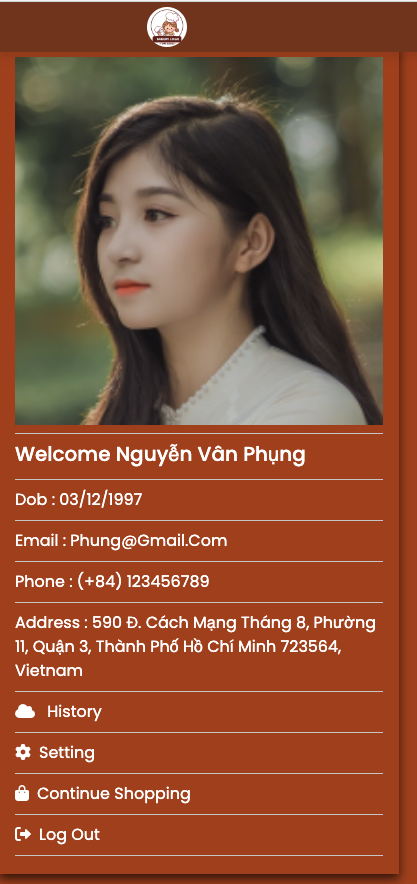 Welcome Nguyễn Vân Phụng
Dob : 03/12/1997
Email : Phung@Gmail.Com
Phone : (+84) 123456789
Address : 590 Đ. Cách Mạng Tháng 8, Phường
11, Quận 3, Thành Phố Hồ Chí Minh 723564,
Vietnam
History
Setting
Continue Shopping
Log Out